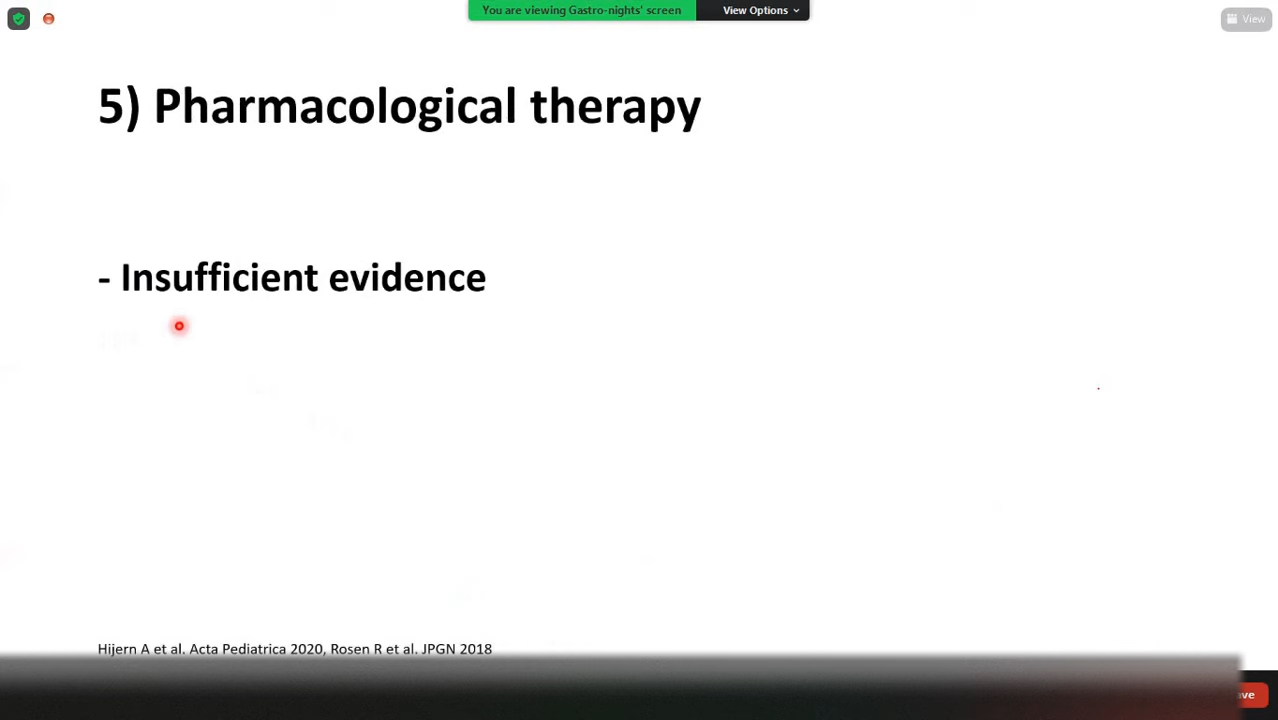 You are viewing Gastro-nights' screen
View Options
View
5) Pharmacological therapy
- Insufficient evidence
Hijern A et al. Acta Pediatrica 2020, Rosen R et al. JPGN 2018